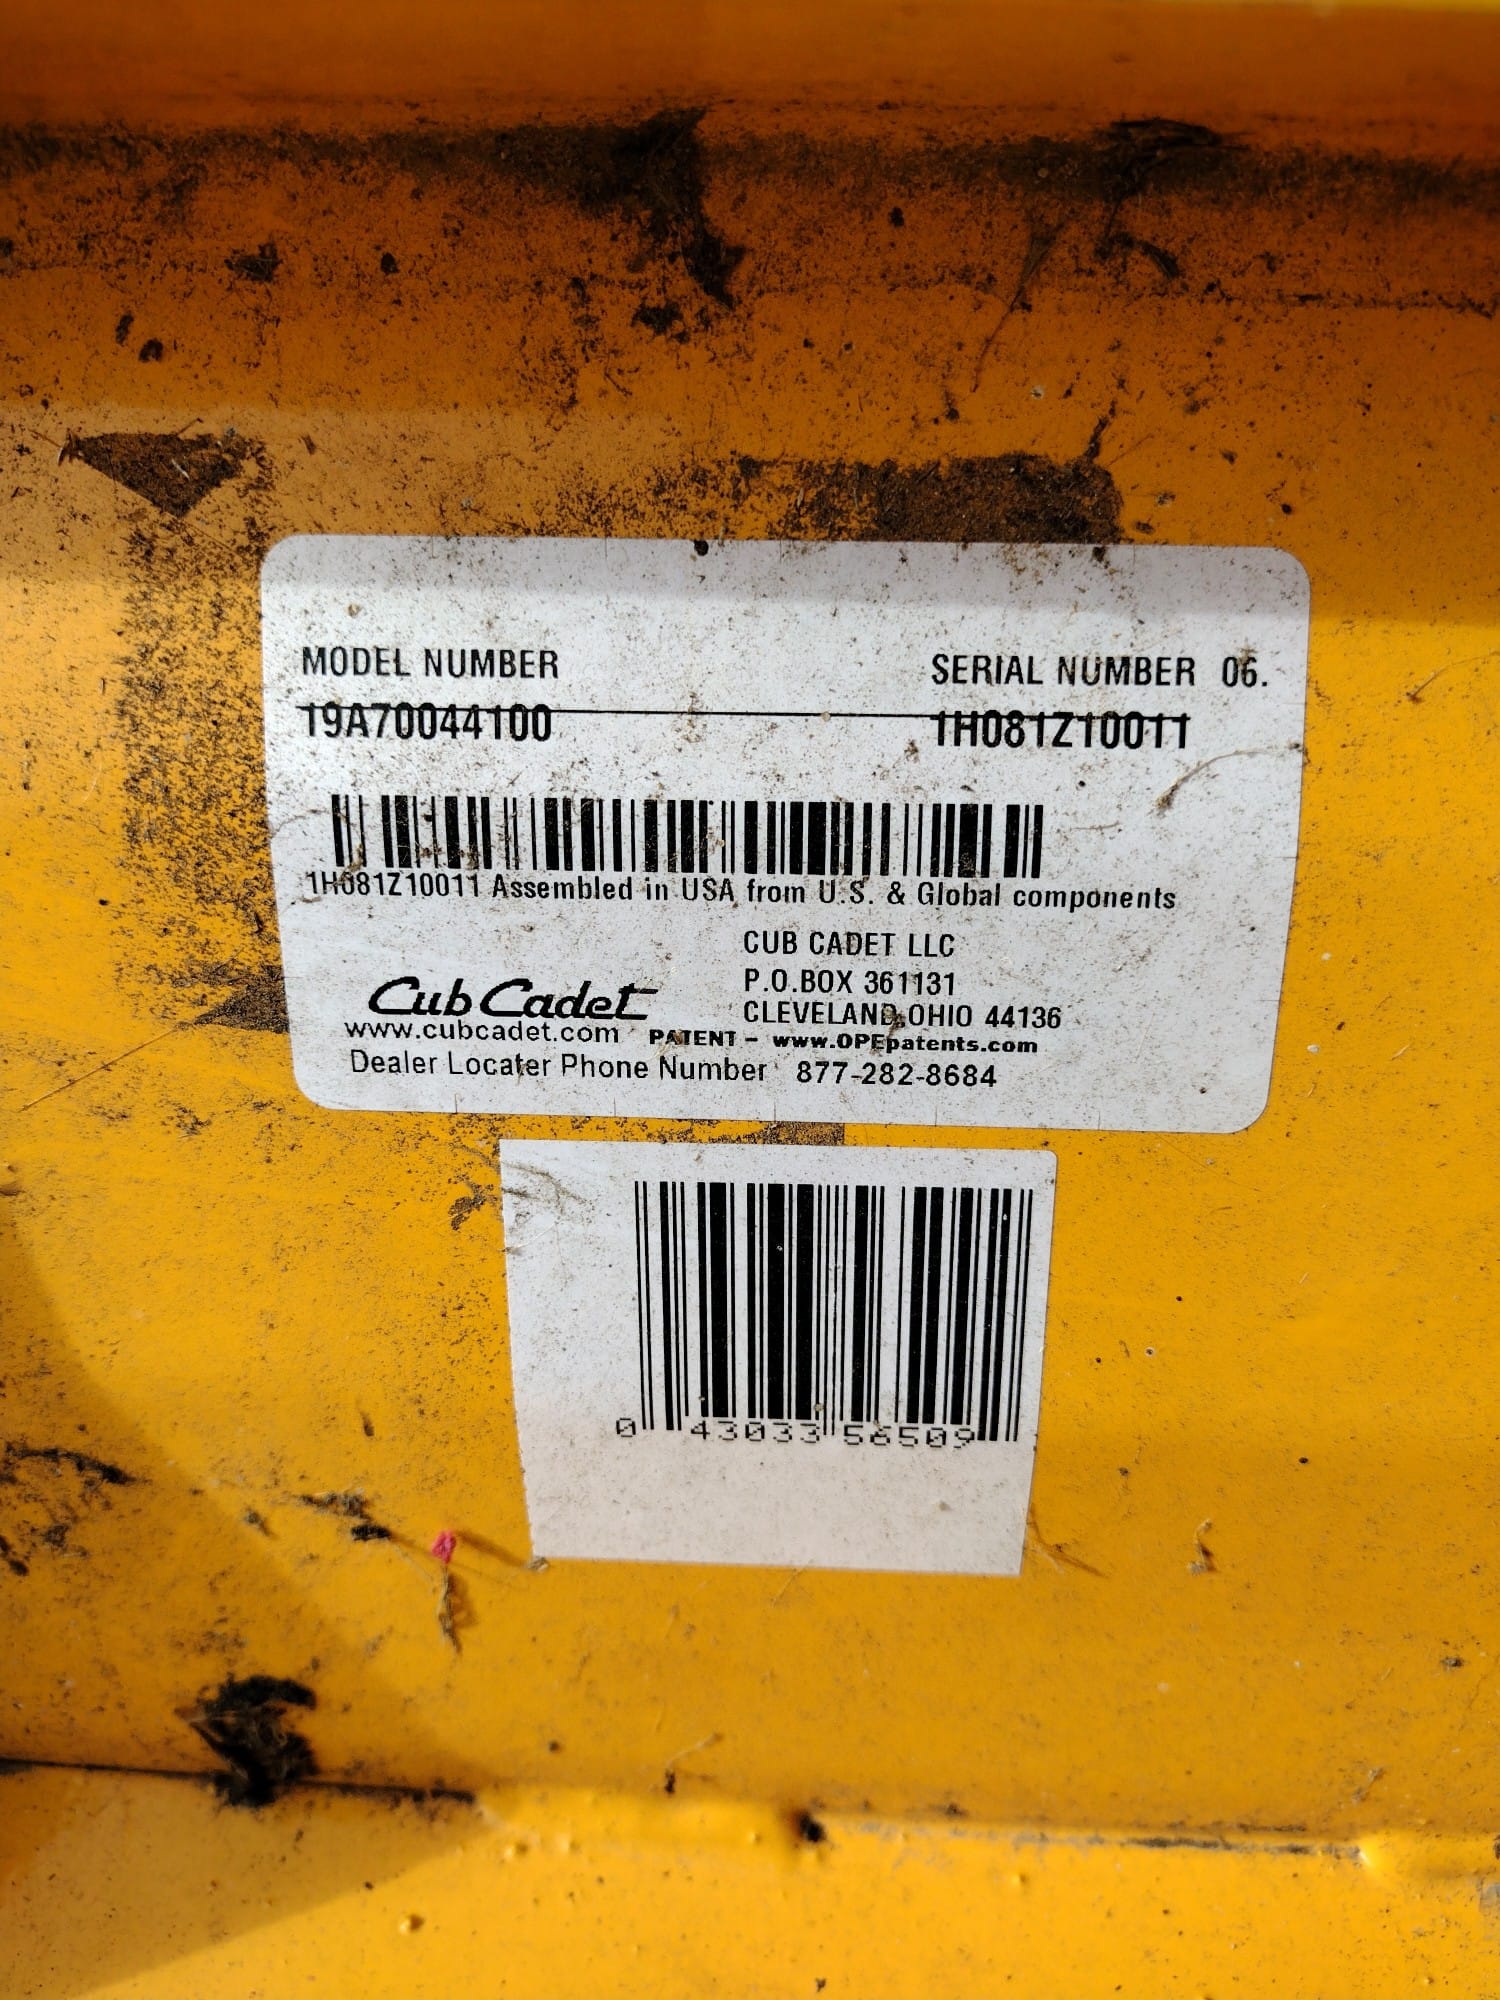 MODEL NUMBER SERIAL NUMBER 06.
19A70044100 1H081Z10011
1H081Z10011 Assembled in USA from U.S. & Global components
CUB CADET LLC
P.O.BOX 361131
CLEVELAND,OHIO 44136
Cub Cadet
www.cubcadet.com PATENT - www.OPEpatents.com
Dealer Locater Phone Number 877-282-8684
0 43033 56509